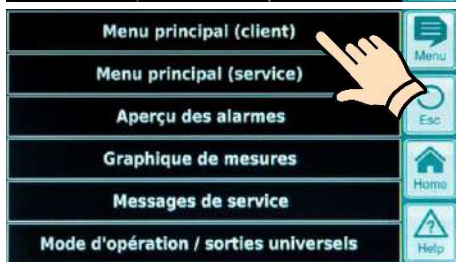 Menu principal (client)
Menu
Menu principal (service)
Aperçu des alarmes
Esc
Graphique de mesures
Home
Messages de service
Mode d'opération / sorties universels
Help